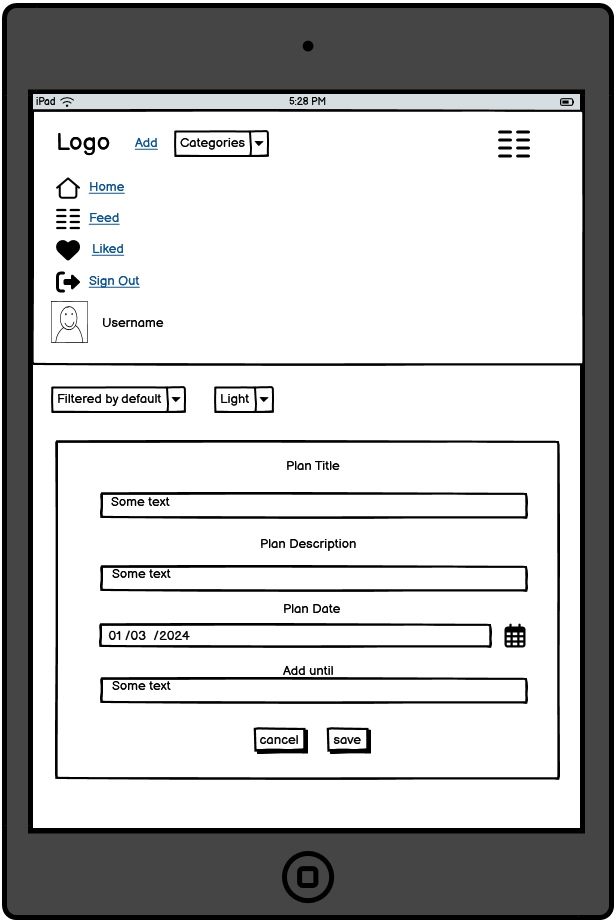 iPad 5:28 PM
Logo Add Categories
Home
Feed
Liked
Sign Out
Username
Filtered by default Light
Plan Title
Some text
Plan Description
Some text
Plan Date
01 /03 /2024
Add until
Some text
cancel save